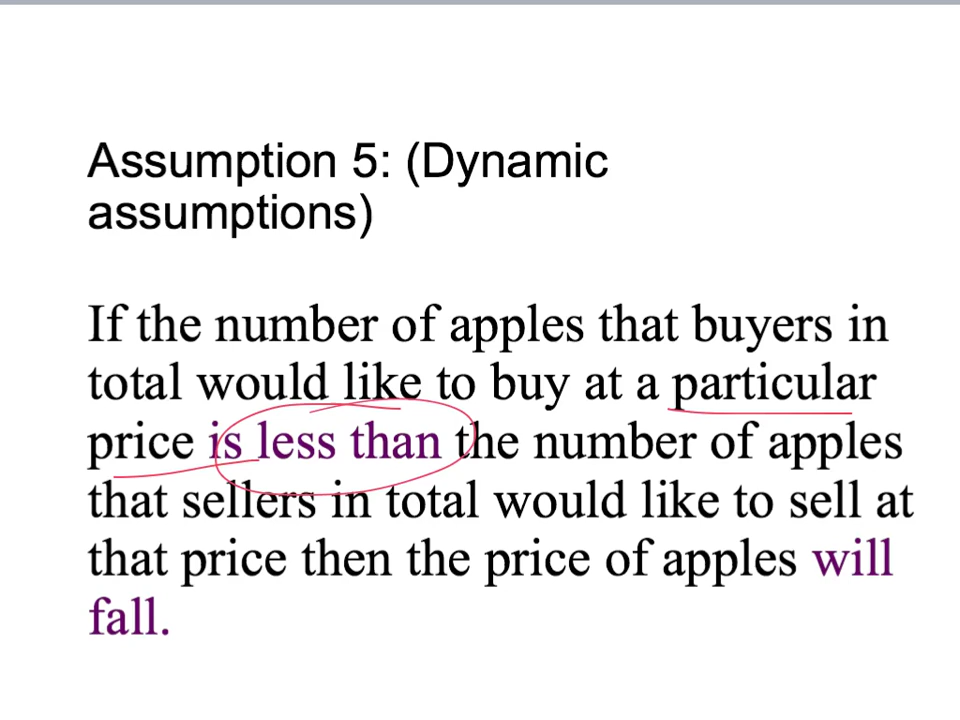 Assumption 5: (Dynamic
assumptions)
If the number of apples that buyers in
total would like to buy at a particular
price is less than the number of apples
that sellers in total would like to sell at
that price then the price of apples will
fall.